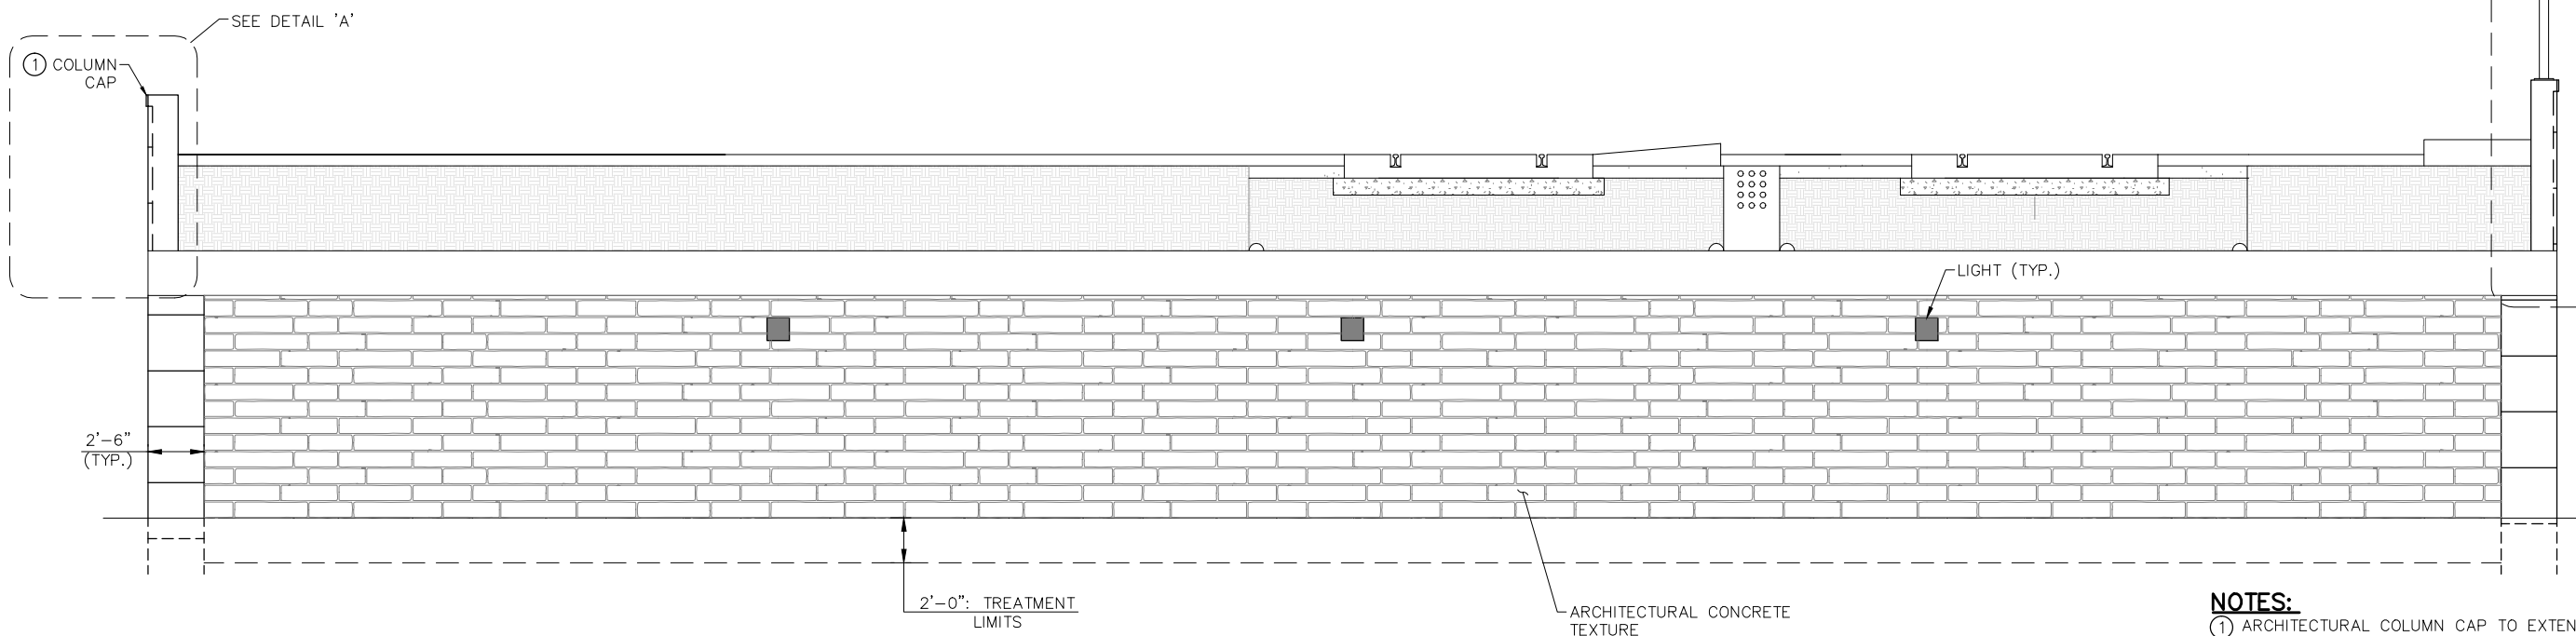 SEE DETAIL 'A'
① COLUMN
CAP
LIGHT (TYP.)
2'-6"
(TYP.)
2'-0": TREATMENT
LIMITS
ARCHITECTURAL CONCRETE
TEXTURE
NOTES:
① ARCHITECTURAL COLUMN CAP TO